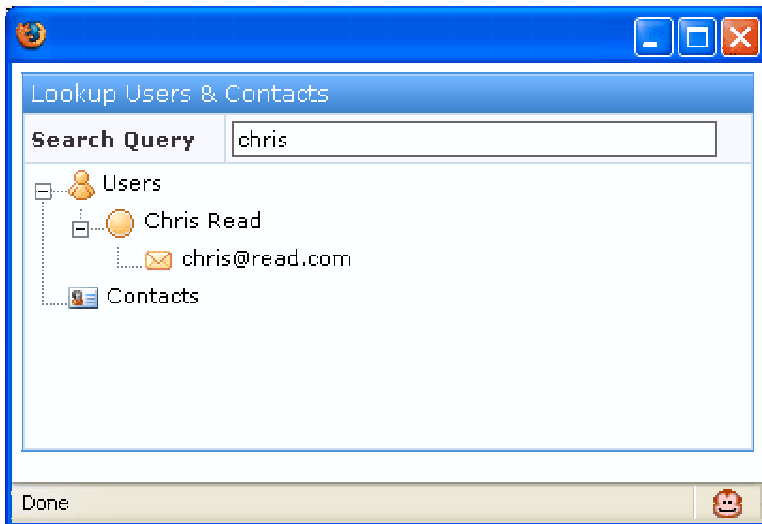 Lookup Users & Contacts
Search Query chris
Users
Chris Read
chris@read.com
Contacts
Done